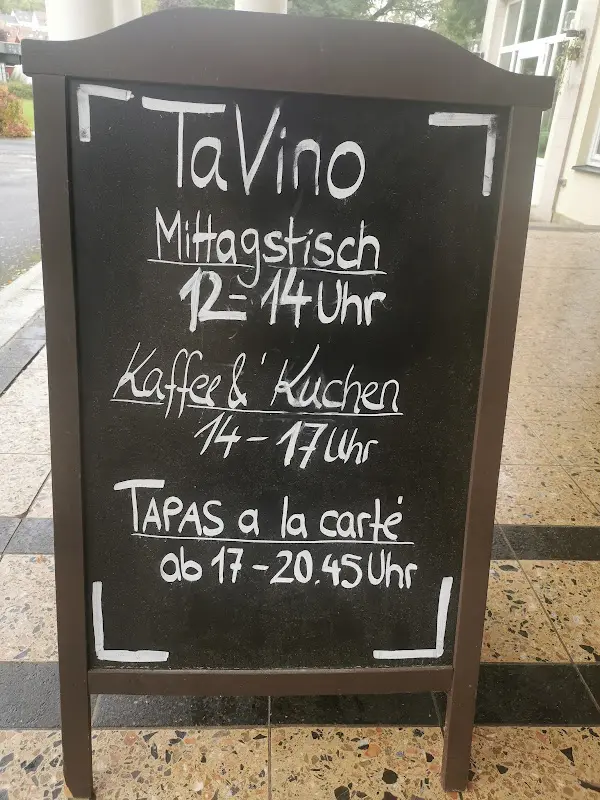 TaVino
Mittagstisch
12 = 14 Uhr
Kaffee & Kuchen
14 - 17 Uhr
TAPAS a la carté
ab 17 - 20.45 Uhr